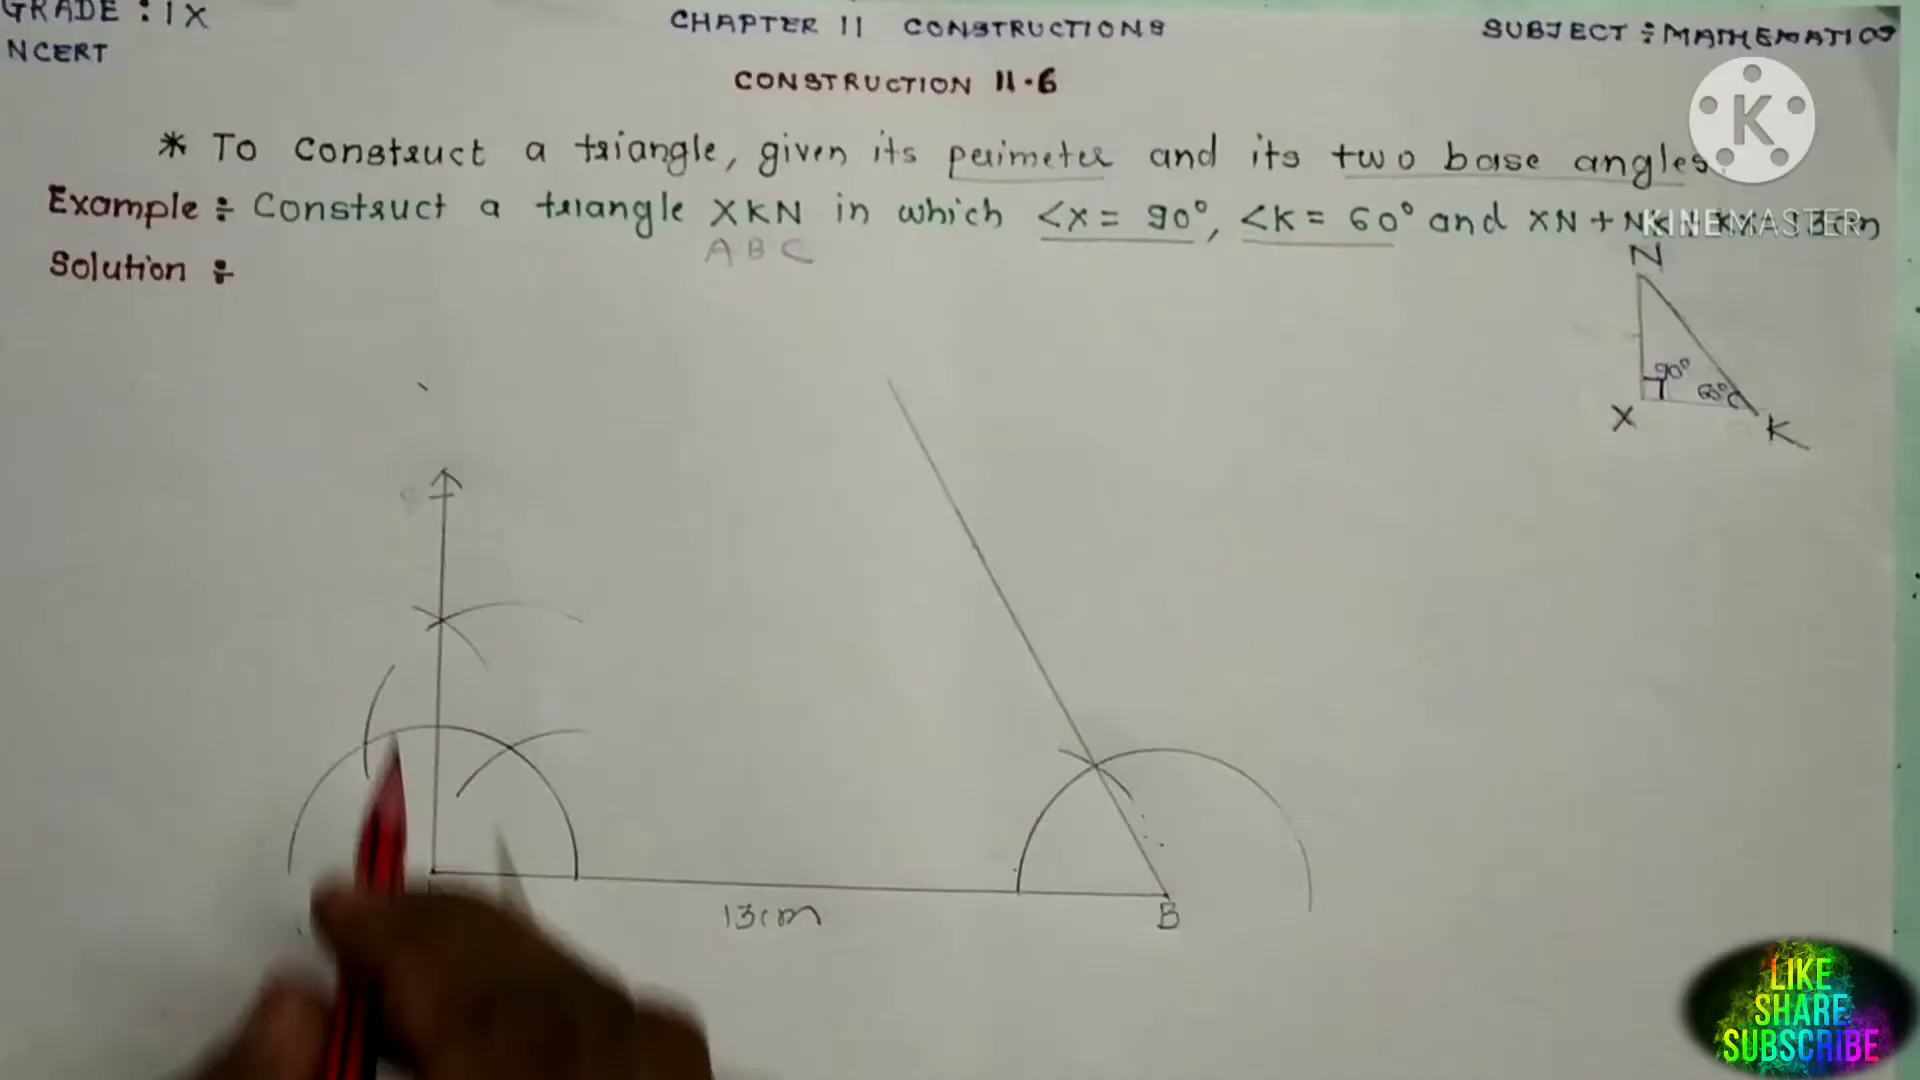 GRADE : IX
CHAPTER 11 CONSTRUCTIONS
SUBJECT ÷ MATHEMATICS
NCERT
CONSTRUCTION 11.6
* To construct a triangle, given its perimeter and its two base angles
K
Example ÷ Construct a triangle XKN in which <X = 90°, <K = 60° and XN +
KINEMASTER
A B C
Solution ÷
N
90°
60°
X
K
13cm
B
LIKE
SHARE
SUBSCRIBE